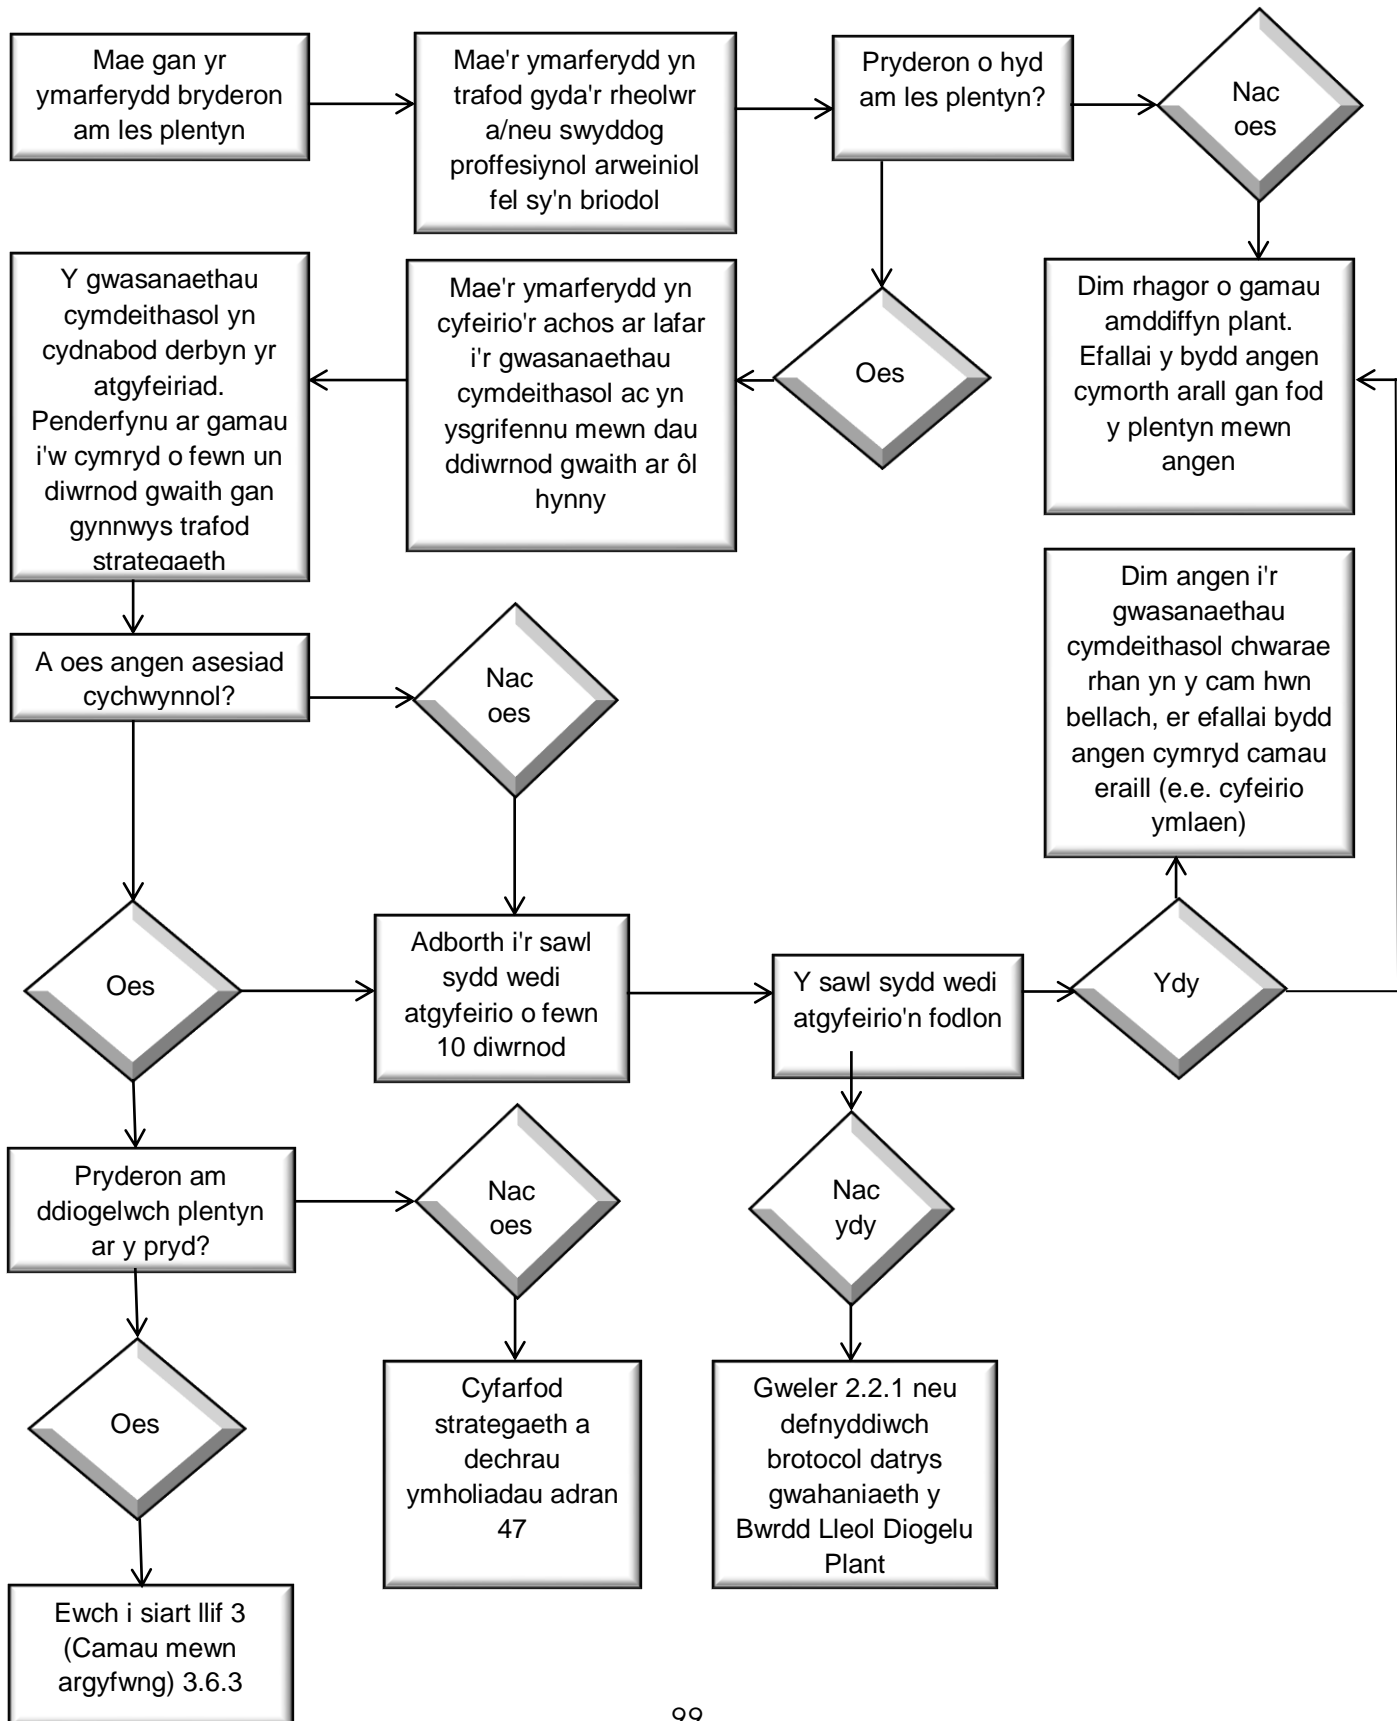 Mae gan yr
ymarferydd bryderon
am les plentyn
Mae'r ymarferydd yn
trafod gyda'r rheolwr
a/neu swyddog
proffesiynol arweiniol
fel sy'n briodol
Pryderon o hyd
am les plentyn?
Nac
oes
Y gwasanaethau
cymdeithasol yn
cydnabod derbyn yr
atgyfeiriad.
Penderfynu ar gamau
i'w cymryd o fewn un
diwrnod gwaith gan
gynnwys trafod
strategaeth
Mae'r ymarferydd yn
cyfeirio'r achos ar lafar
i'r gwasanaethau
cymdeithasol ac yn
ysgrifennu mewn dau
ddiwrnod gwaith ar ôl
hynny
Oes
Dim rhagor o gamau
amddiffyn plant.
Efallai y bydd angen
cymorth arall gan fod
y plentyn mewn
angen
A oes angen asesiad
cychwynnol?
Nac
oes
Dim angen i'r
gwasanaethau
cymdeithasol chwarae
rhan yn y cam hwn
bellach, er efallai bydd
angen cymryd camau
eraill (e.e. cyfeirio
ymlaen)
Oes
Adborth i'r sawl
sydd wedi
atgyfeirio o fewn
10 diwrnod
Y sawl sydd wedi
atgyfeirio'n fodlon
Ydy
Pryderon am
ddiogelwch plentyn
ar y pryd?
Nac
oes
Nac
ydy
Oes
Cyfarfod
strategaeth a
dechrau
ymholiadau adran
47
Gweler 2.2.1 neu
defnyddiwch
brotocol datrys
gwahaniaeth y
Bwrdd Lleol Diogelu
Plant
Ewch i siart llif 3
(Camau mewn
argyfwng) 3.6.3
99